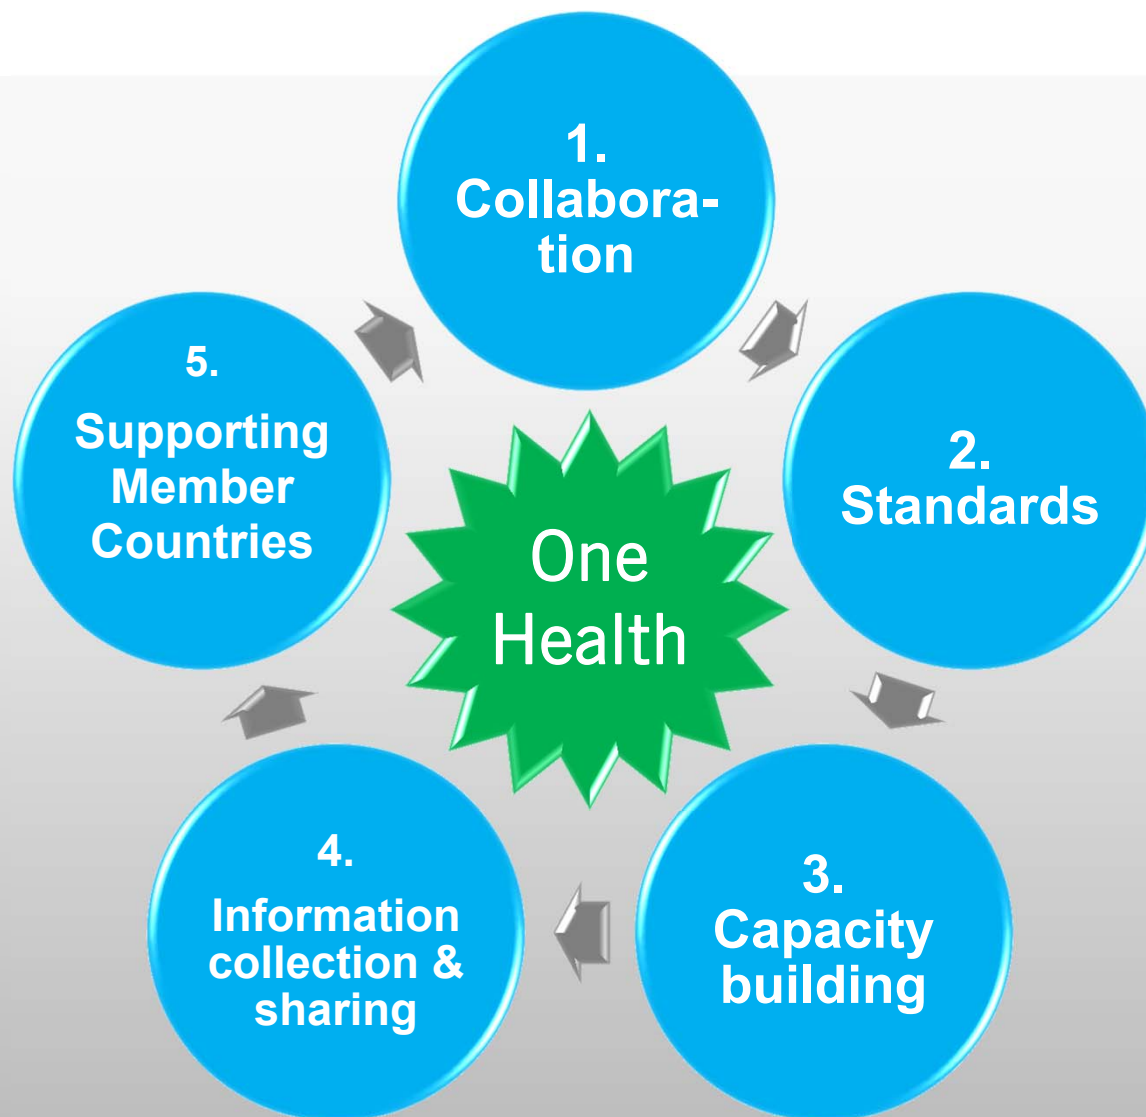 1.
Collabora-
tion
2.
Standards
3.
Capacity
building
4.
Information
collection &
sharing
5.
Supporting
Member
Countries
One
Health